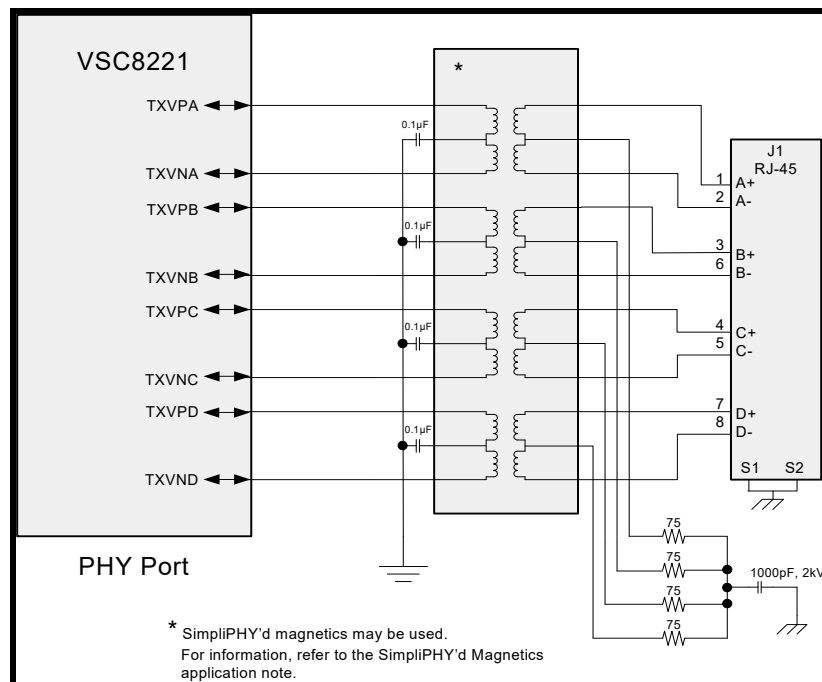 VSC8221
*
TXVPA
0.1µF
J1
RJ-45
TXVNA
1
A+
2
A-
TXVPB
0.1µF
3
B+
TXVNB
6
B-
TXVPC
0.1µF
4
C+
5
C-
TXVNC
TXVPD
7
D+
0.1µF
8
D-
S1 S2
TXVND
75
PHY Port
75
1000pF, 2kV
75
75
* SimpliPHY'd magnetics may be used.
For information, refer to the SimpliPHY'd Magnetics
application note.